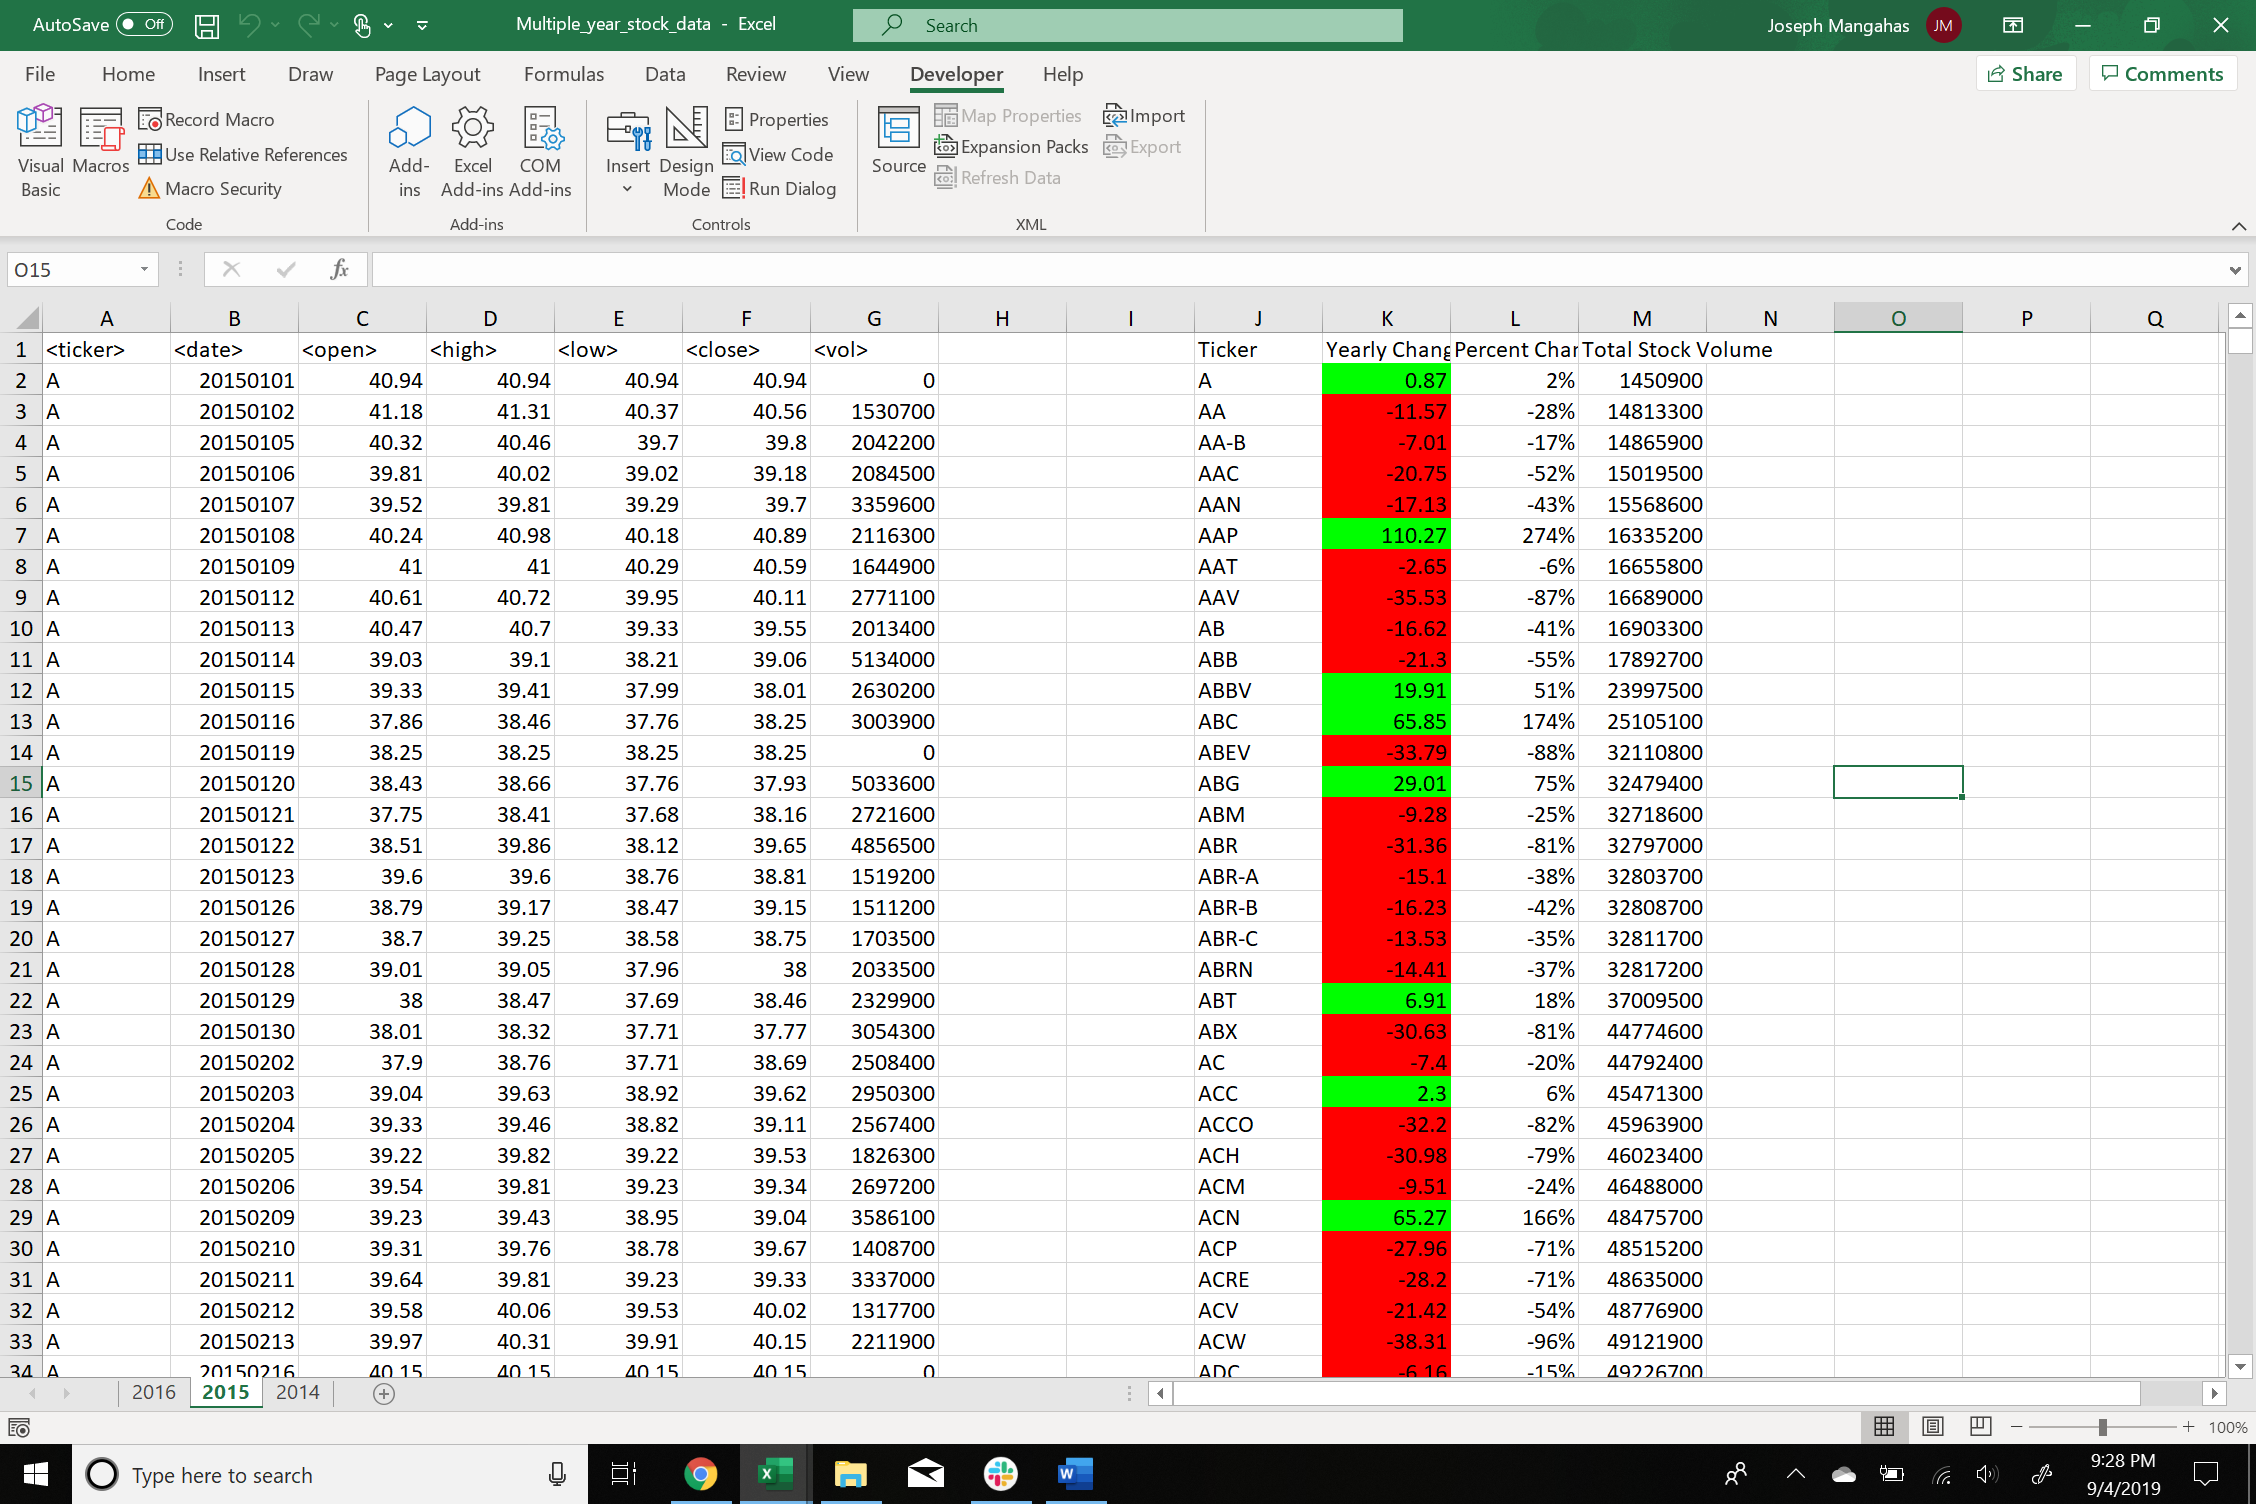 AutoSave Off Multiple_year_stock_data - Excel Search Joseph Mangahas JM
File Home Insert Draw Page Layout Formulas Data Review View Developer Help Share Comments
Visual Basic Macros Record Macro Use Relative References Macro Security Add-ins Excel Add-ins COM Add-ins Insert Design Mode Properties View Code Run Dialog Source Map Properties Expansion Packs Refresh Data Import Export
Code Add-ins Controls XML
O15 fx
A B C D E F G H I J K L M N O P Q
1 <ticker> <date> <open> <high> <low> <close> <vol> Ticker Yearly Chang Percent Char Total Stock Volume
2 A 20150101 40.94 40.94 40.94 40.94 0 A 0.87 2% 1450900
3 A 20150102 41.18 41.31 40.37 40.56 1530700 AA -11.57 -28% 14813300
4 A 20150105 40.32 40.46 39.7 39.8 2042200 AA-B -7.01 -17% 14865900
5 A 20150106 39.81 40.02 39.02 39.18 2084500 AAC -20.75 -52% 15019500
6 A 20150107 39.52 39.81 39.29 39.7 3359600 AAN -17.13 -43% 15568600
7 A 20150108 40.24 40.98 40.18 40.89 2116300 AAP 110.27 274% 16335200
8 A 20150109 41 41 40.29 40.59 1644900 AAT -2.65 -6% 16655800
9 A 20150112 40.61 40.72 39.95 40.11 2771100 AAV -35.53 -87% 16689000
10 A 20150113 40.47 40.7 39.33 39.55 2013400 AB -16.62 -41% 16903300
11 A 20150114 39.03 39.1 38.21 39.06 5134000 ABB -21.3 -55% 17892700
12 A 20150115 39.33 39.41 37.99 38.01 2630200 ABBV 19.91 51% 23997500
13 A 20150116 37.86 38.46 37.76 38.25 3003900 ABC 65.85 174% 25105100
14 A 20150119 38.25 38.25 38.25 38.25 0 ABEV -33.79 -88% 32110800
15 A 20150120 38.43 38.66 37.76 37.93 5033600 ABG 29.01 75% 32479400
16 A 20150121 37.75 38.41 37.68 38.16 2721600 ABM -9.28 -25% 32718600
17 A 20150122 38.51 39.86 38.12 39.65 4856500 ABR -31.36 -81% 32797000
18 A 20150123 39.6 39.6 38.76 38.81 1519200 ABR-A -15.1 -38% 32803700
19 A 20150126 38.79 39.17 38.47 39.15 1511200 ABR-B -16.23 -42% 32808700
20 A 20150127 38.7 39.25 38.58 38.75 1703500 ABR-C -13.53 -35% 32811700
21 A 20150128 39.01 39.05 37.96 38 2033500 ABRN -14.41 -37% 32817200
22 A 20150129 38 38.47 37.69 38.46 2329900 ABT 6.91 18% 37009500
23 A 20150130 38.01 38.32 37.71 37.77 3054300 ABX -30.63 -81% 44774600
24 A 20150202 37.9 38.76 37.71 38.69 2508400 AC -7.4 -20% 44792400
25 A 20150203 39.04 39.63 38.92 39.62 2950300 ACC 2.3 6% 45471300
26 A 20150204 39.33 39.46 38.82 39.11 2567400 ACCO -32.2 -82% 45963900
27 A 20150205 39.22 39.82 39.22 39.53 1826300 ACH -30.98 -79% 46023400
28 A 20150206 39.54 39.81 39.23 39.34 2697200 ACM -9.51 -24% 46488000
29 A 20150209 39.23 39.43 38.95 39.04 3586100 ACN 65.27 166% 48475700
30 A 20150210 39.31 39.76 38.78 39.67 1408700 ACP -27.96 -71% 48515200
31 A 20150211 39.64 39.81 39.23 39.33 3337000 ACRE -28.2 -71% 48635000
32 A 20150212 39.58 40.06 39.53 40.02 1317700 ACV -21.42 -54% 48776900
33 A 20150213 39.97 40.31 39.91 40.15 2211900 ACW -38.31 -96% 49121900
34 A 20150216 40.15 40.15 40.15 40.15 0 ADC -6.16 -15% 49226700
2016 2015 2014
100%
Type here to search 9:28 PM
9/4/2019